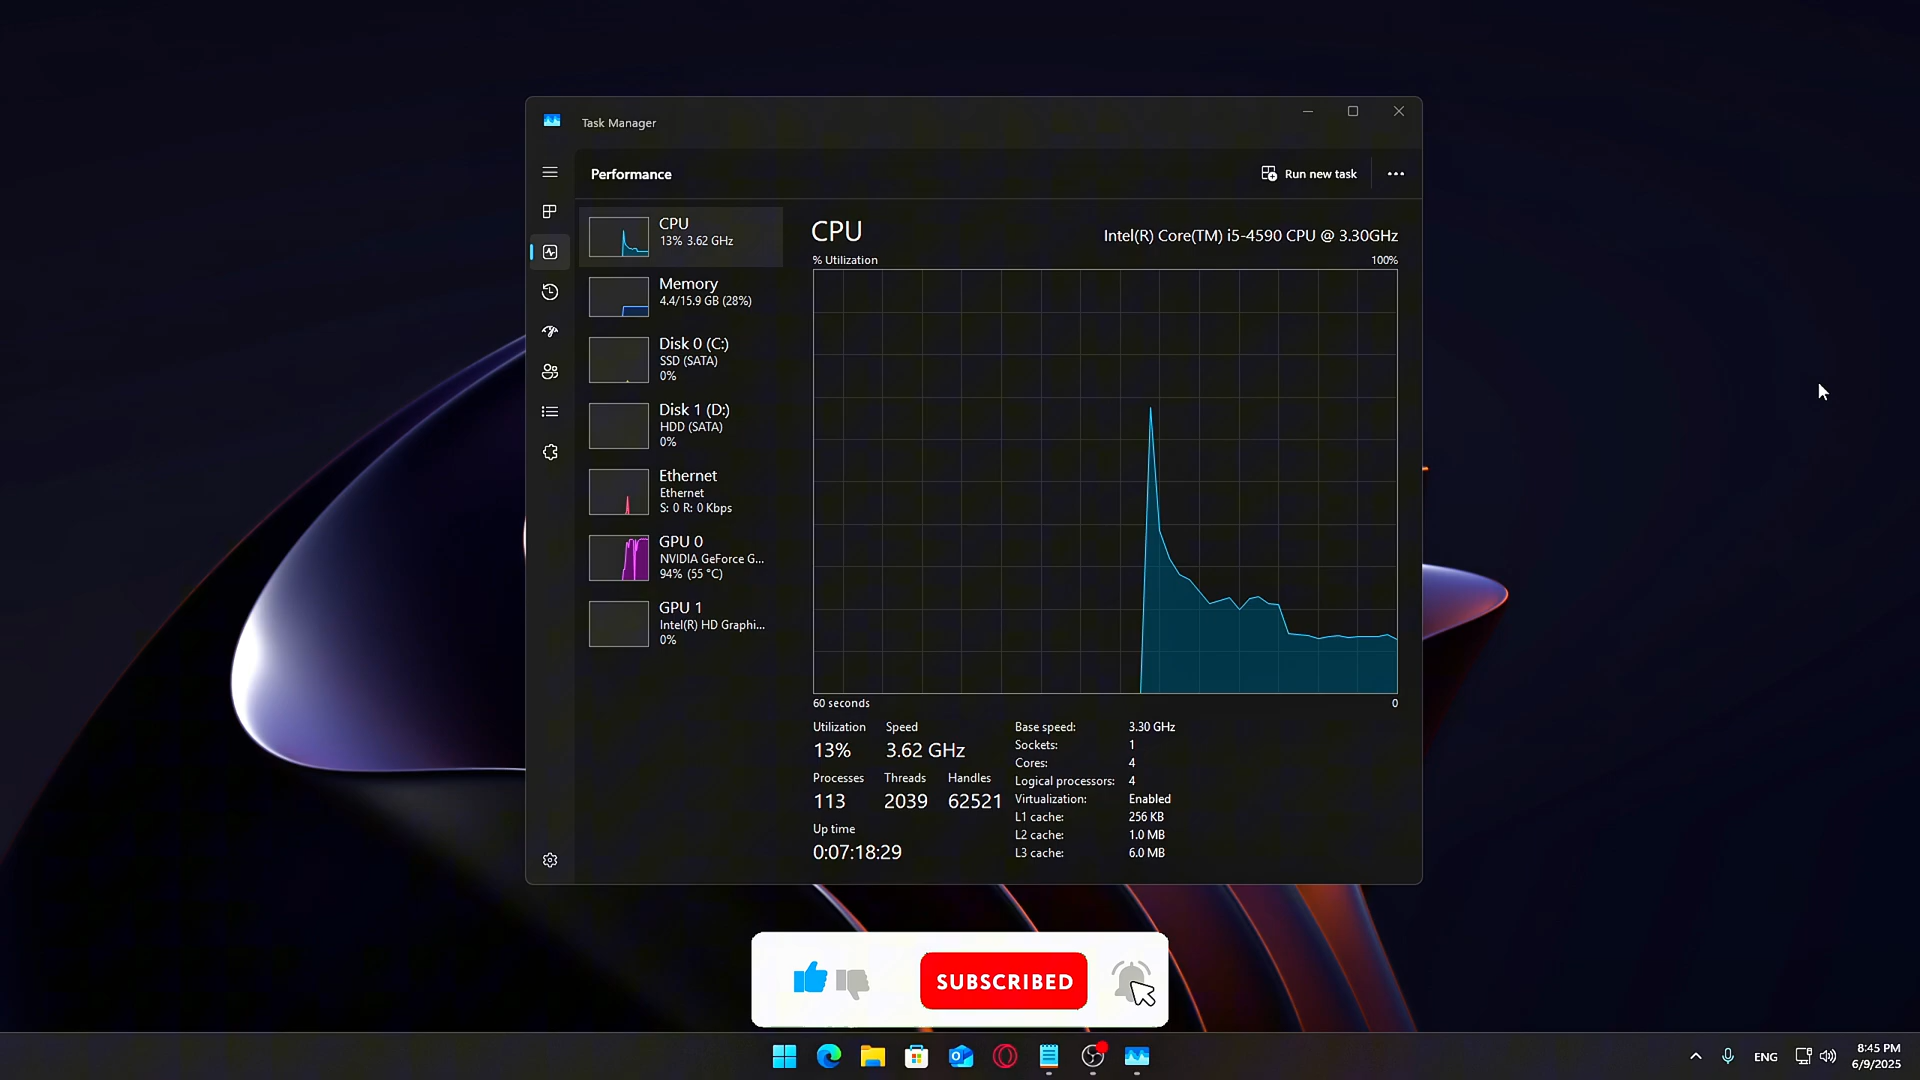 Task Manager
Performance
Run new task
CPU
13% 3.62 GHz
Memory
4.4/15.9 GB (28%)
Disk 0 (C:)
SSD (SATA)
0%
Disk 1 (D:)
HDD (SATA)
0%
Ethernet
Ethernet
S: 0 R: 0 Kbps
GPU 0
NVIDIA GeForce G...
94% (55 °C)
GPU 1
Intel(R) HD Graphi...
0%
CPU
Intel(R) Core(TM) i5-4590 CPU @ 3.30GHz
% Utilization
100%
60 seconds
0
Utilization
Speed
13%
3.62 GHz
Processes
Threads
Handles
113
2039
62521
Up time
0:07:18:29
Base speed:
3.30 GHz
Sockets:
1
Cores:
4
Logical processors:
4
Virtualization:
Enabled
L1 cache:
256 KB
L2 cache:
1.0 MB
L3 cache:
6.0 MB
SUBSCRIBED
ENG
8:45 PM
6/9/2025